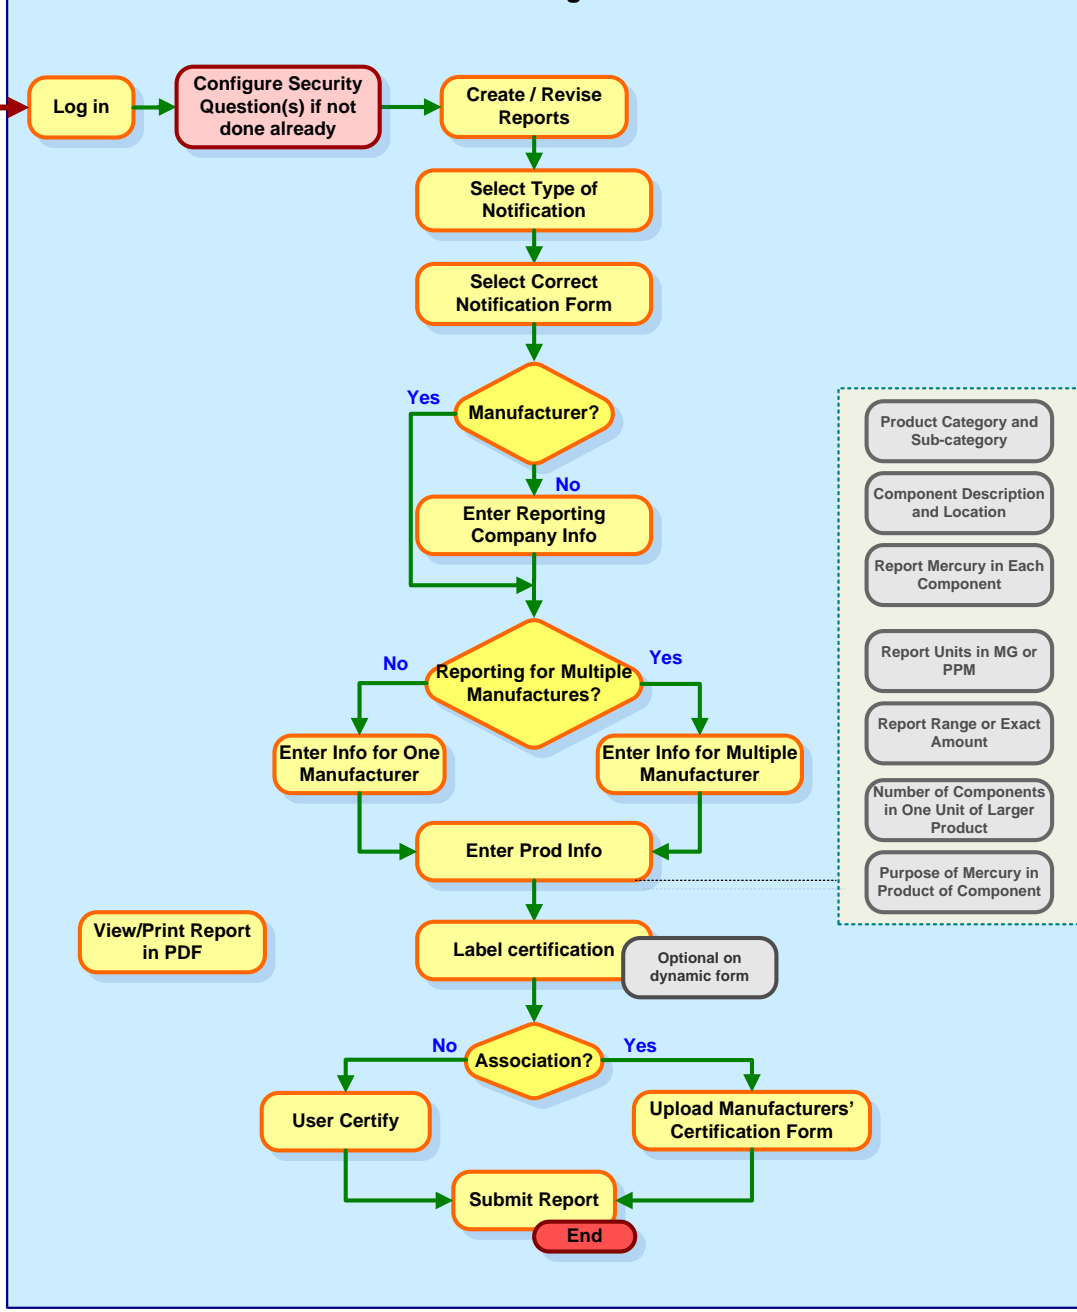 Log in
Configure Security
Question(s) if not
done already
Create / Revise
Reports
Select Type of
Notification
Select Correct
Notification Form
Yes
Manufacturer?
No
Enter Reporting
Company Info
No
Reporting for Multiple
Manufactures?
Yes
Enter Info for One
Manufacturer
Enter Info for Multiple
Manufacturer
Enter Prod Info
Product Category and
Sub-category
Component Description
and Location
Report Mercury in Each
Component
Report Units in MG or
PPM
Report Range or Exact
Amount
Number of Components
in One Unit of Larger
Product
Purpose of Mercury in
Product of Component
View/Print Report
in PDF
Label certification
Optional on
dynamic form
No
Association?
Yes
User Certify
Upload Manufacturers’
Certification Form
Submit Report
End